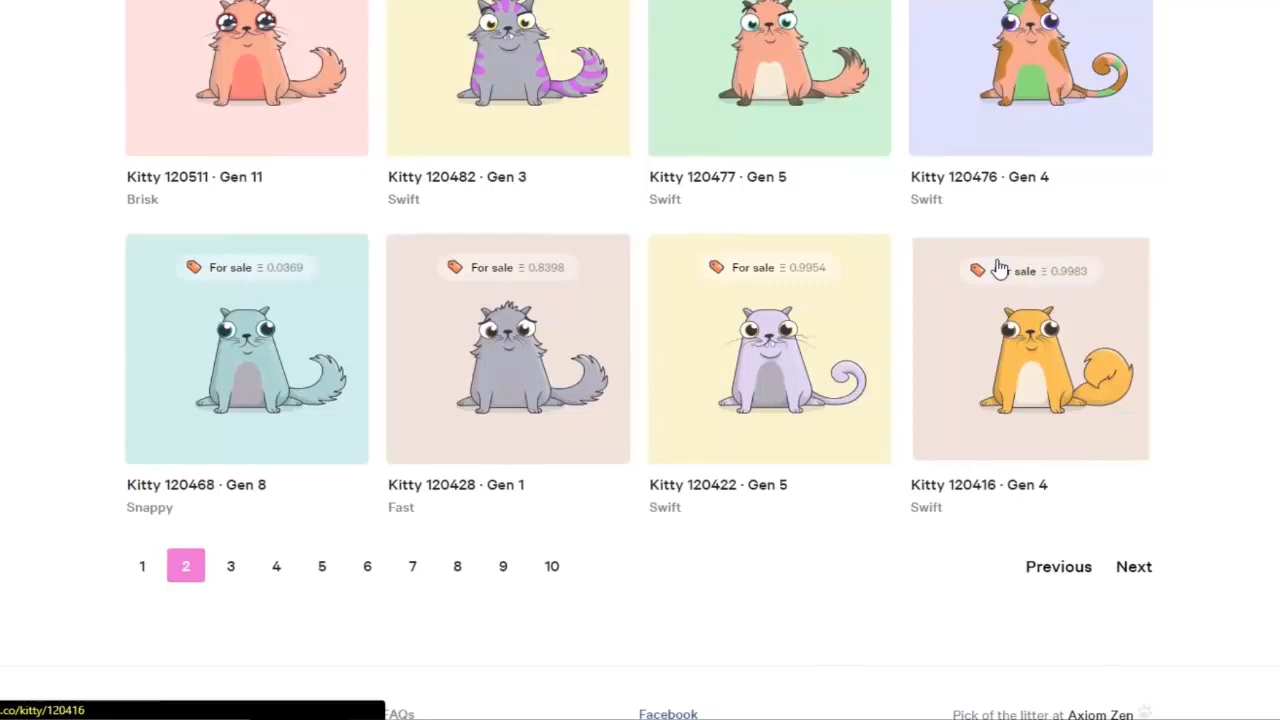 Kitty 120511 · Gen 11
Brisk
Kitty 120482 · Gen 3
Swift
Kitty 120477 · Gen 5
Swift
Kitty 120476 · Gen 4
Swift
For sale Ξ 0.0369
For sale Ξ 0.8398
For sale Ξ 0.9954
sale Ξ 0.9983
Kitty 120468 · Gen 8
Snappy
Kitty 120428 · Gen 1
Fast
Kitty 120422 · Gen 5
Swift
Kitty 120416 · Gen 4
Swift
1 2 3 4 5 6 7 8 9 10
Previous Next
.co/kitty/120416
FAQs
Facebook
Pick of the litter at Axiom Zen